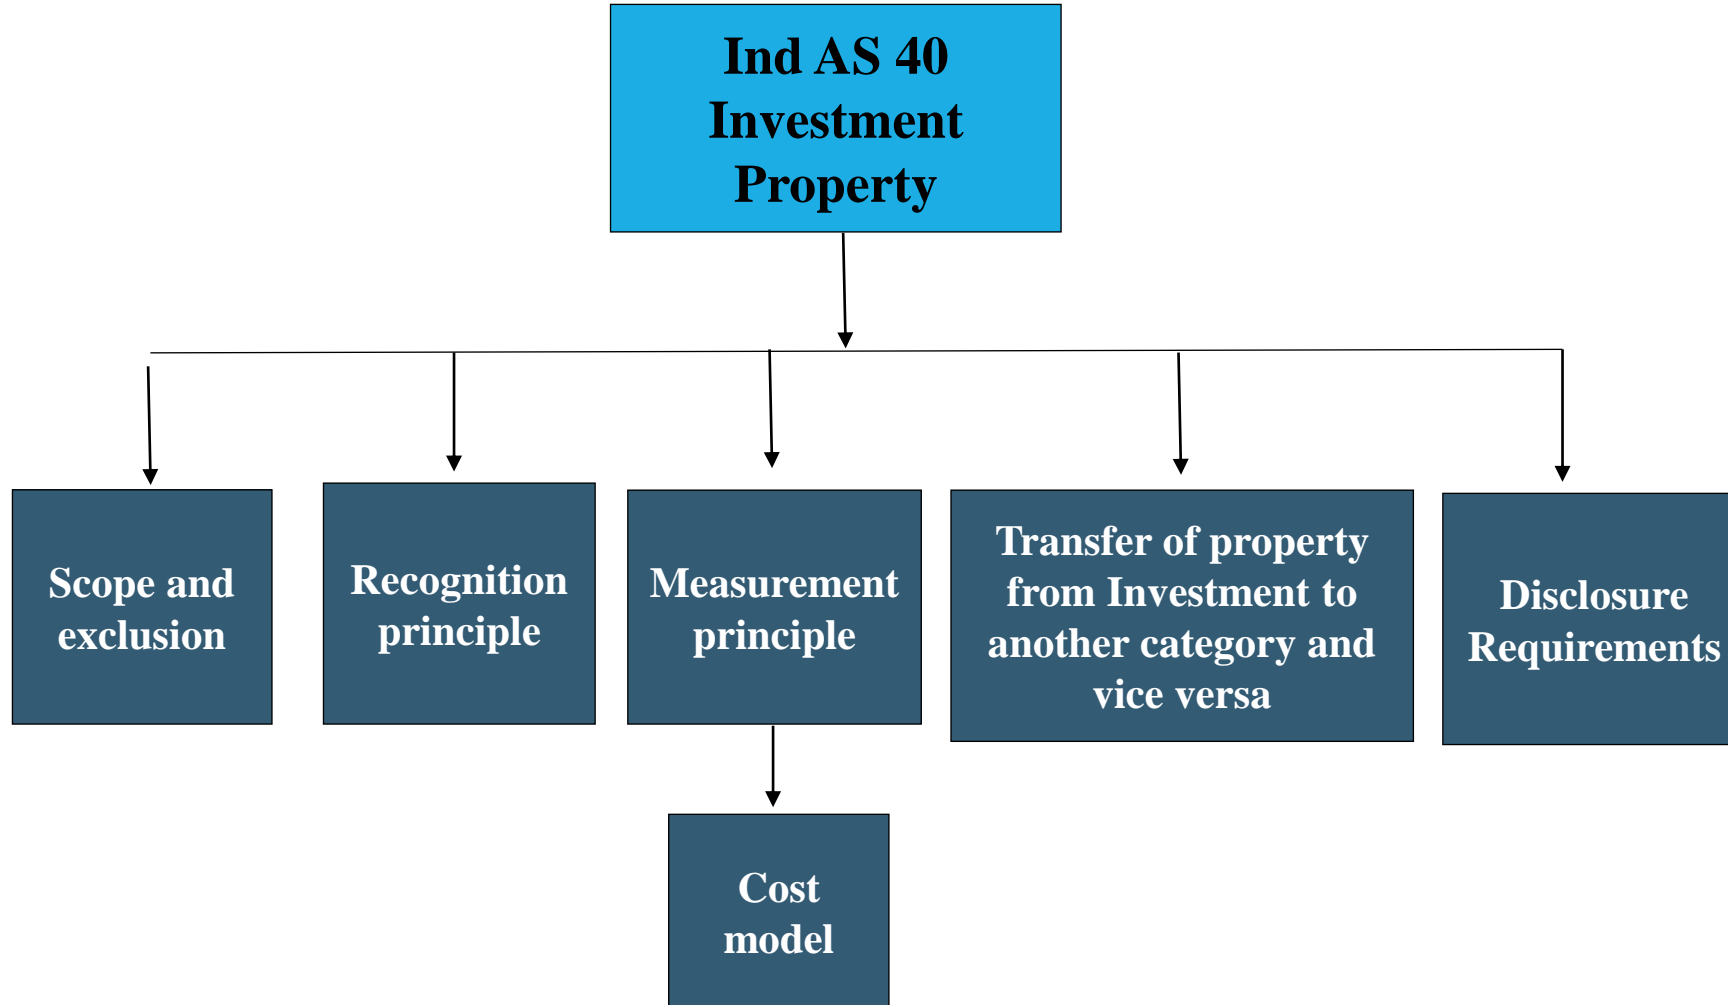 Ind AS 40
Investment
Property
Scope and
exclusion
Recognition
principle
Measurement
principle
Transfer of property
from Investment to
another category and
vice versa
Disclosure
Requirements
Cost
model